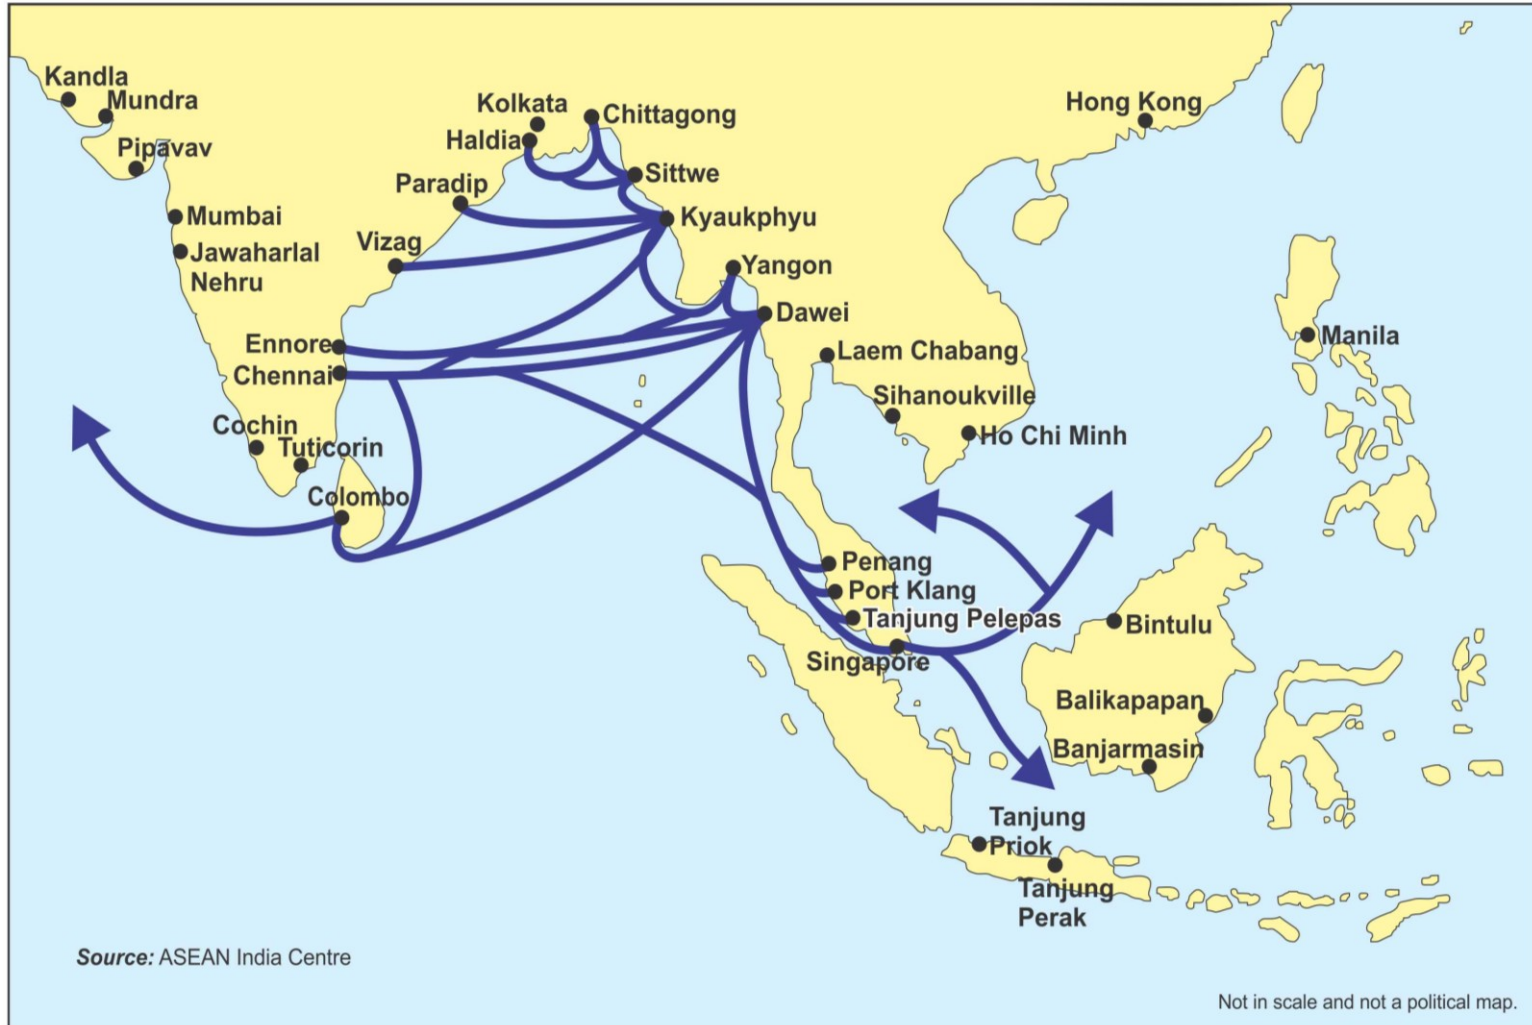 Kandla
Mundra
Pipavav
Mumbai
Jawaharlal
Nehru
Kolkata
Haldia
Chittagong
Paradip
Sittwe
Vizag
Kyaukphyu
Yangon
Ennore
Dawei
Chennai
Laem Chabang
Cochin
Tuticorin
Sihanoukville
Ho Chi Minh
Colombo
Hong Kong
Manila
Penang
Port Klang
Tanjung Pelepas
Singapore
Bintulu
Balikapapan
Banjarmasin
Tanjung
Priok
Tanjung
Perak
Source: ASEAN India Centre
Not in scale and not a political map.